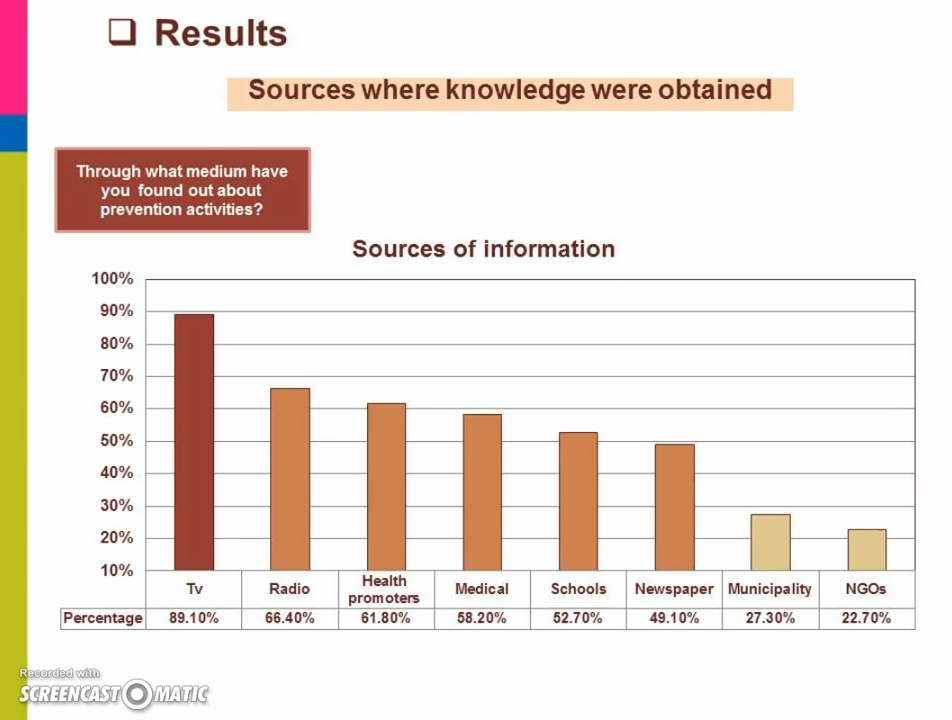 Results
Sources where knowledge were obtained
Through what medium have
you found out about
prevention activities?
Sources of information
100%
90%
80%
70%
60%
50%
40%
30%
20%
10%
Tv Radio Health promoters Medical Schools Newspaper Municipality NGOs
Percentage 89.10% 66.40% 61.80% 58.20% 52.70% 49.10% 27.30% 22.70%
Recorded with
SCREENCAST MATIC